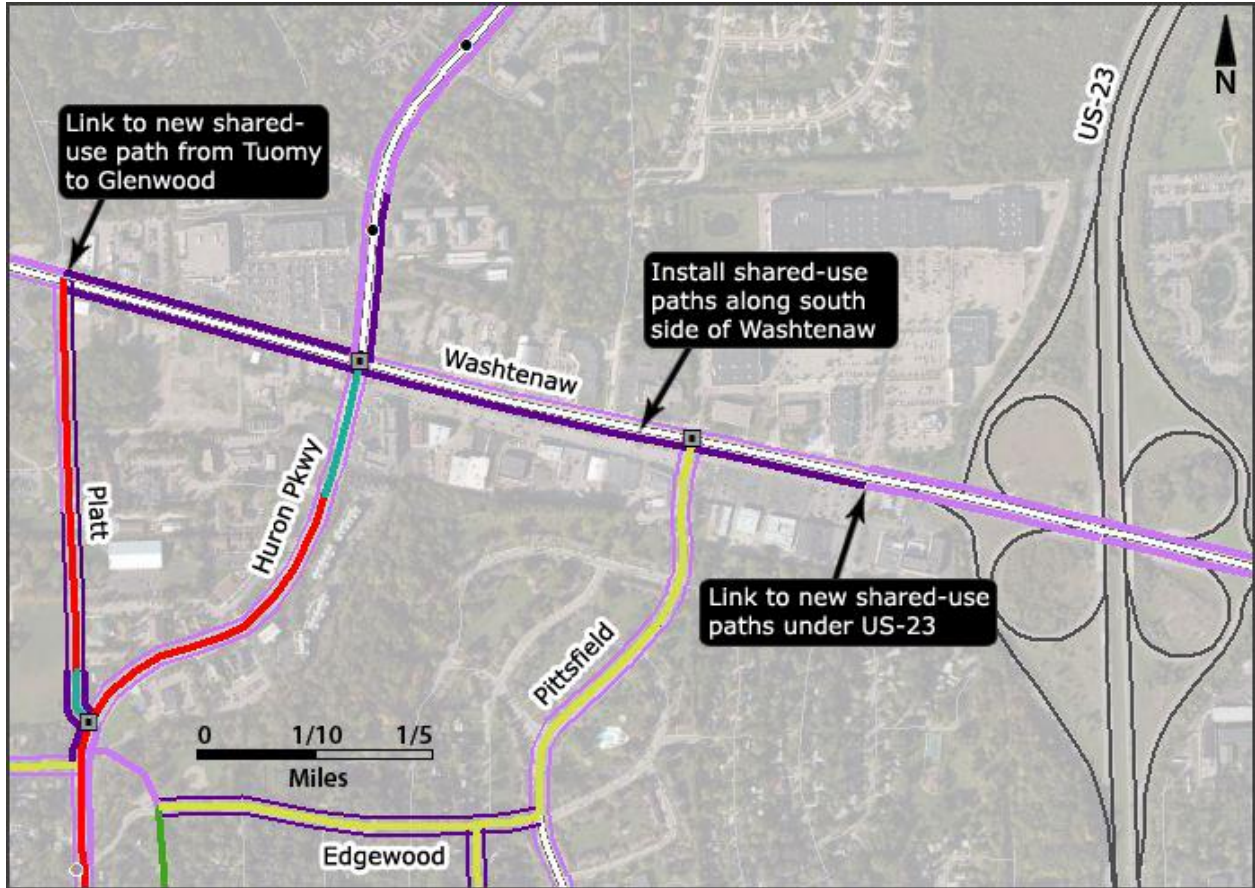 US-23
N
Link to new shared-
use path from Tuomy
to Glenwood
Install shared-use
paths along south
side of Washtenaw
Washtenaw
Huron Pkwy
Platt
Link to new shared-use
paths under US-23
Pittsfield
0 1/10 1/5
Miles
Edgewood